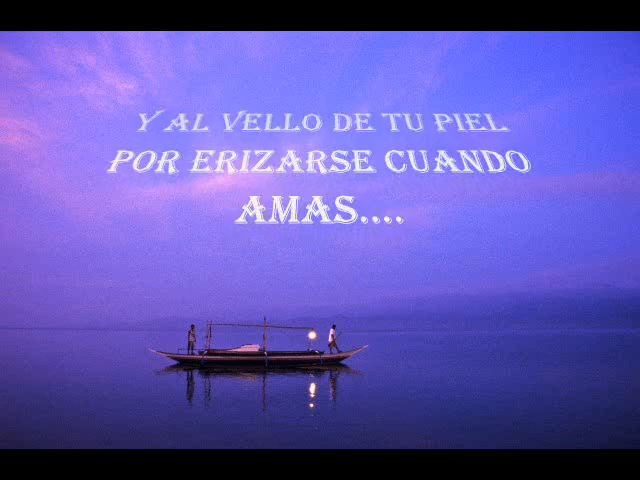 Y AL VELLO DE TU PIEL
POR ERIZARSE CUANDO
AMAS....